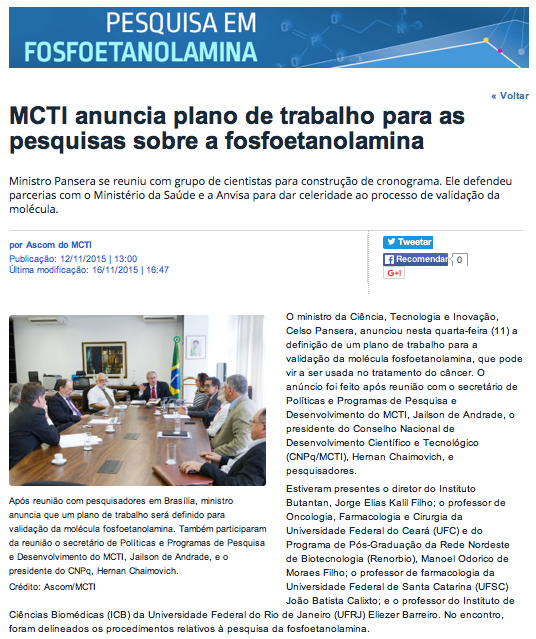 PESQUISA EM
FOSFOETANOLAMINA
« Voltar
MCTI anuncia plano de trabalho para as
pesquisas sobre a fosfoetanolamina
Ministro Pansera se reuniu com grupo de cientistas para construção de cronograma. Ele defendeu
parcerias com o Ministério da Saúde e a Anvisa para dar celeridade ao processo de validação da
molécula.
por Ascom do MCTI
Publicação: 12/11/2015 | 13:00
Última modificação: 16/11/2015 | 16:47
Tweetar
Recomendar 0
G+1
O ministro da Ciência, Tecnologia e Inovação,
Celso Pansera, anunciou nesta quarta-feira (11) a
definição de um plano de trabalho para a
validação da molécula fosfoetanolamina, que pode
vir a ser usada no tratamento do câncer. O
anúncio foi feito após reunião com o secretário de
Políticas e Programas de Pesquisa e
Desenvolvimento do MCTI, Jailson de Andrade, o
presidente do Conselho Nacional de
Desenvolvimento Científico e Tecnológico
(CNPq/MCTI), Hernan Chaimovich, e
pesquisadores.
Após reunião com pesquisadores em Brasília, ministro
anuncia que um plano de trabalho será definido para
validação da molécula fosfoetanolamina. Também participaram
da reunião o secretário de Políticas e Programas de Pesquisa
e Desenvolvimento do MCTI, Jailson de Andrade, e o
presidente do CNPq, Hernan Chaimovich.
Crédito: Ascom/MCTI
Estiveram presentes o diretor do Instituto
Butantan, Jorge Elias Kalil Filho; o professor de
Oncologia, Farmacologia e Cirurgia da
Universidade Federal do Ceará (UFC) e do
Programa de Pós-Graduação da Rede Nordeste
de Biotecnologia (Renorbio), Manoel Odorico de
Moraes Filho; o professor de farmacologia da
Universidade Federal de Santa Catarina (UFSC)
João Batista Calixto; e o professor do Instituto de
Ciências Biomédicas (ICB) da Universidade Federal do Rio de Janeiro (UFRJ) Eliezer Barreiro. No encontro,
foram delineados os procedimentos relativos à pesquisa da fosfoetanolamina.